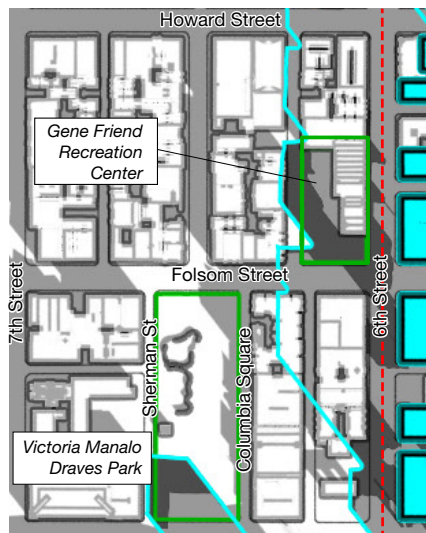 Howard Street
Gene Friend
Recreation
Center
Folsom Street
7th Street
6th Street
Sherman St
Columbia Square
Victoria Manalo
Draves Park